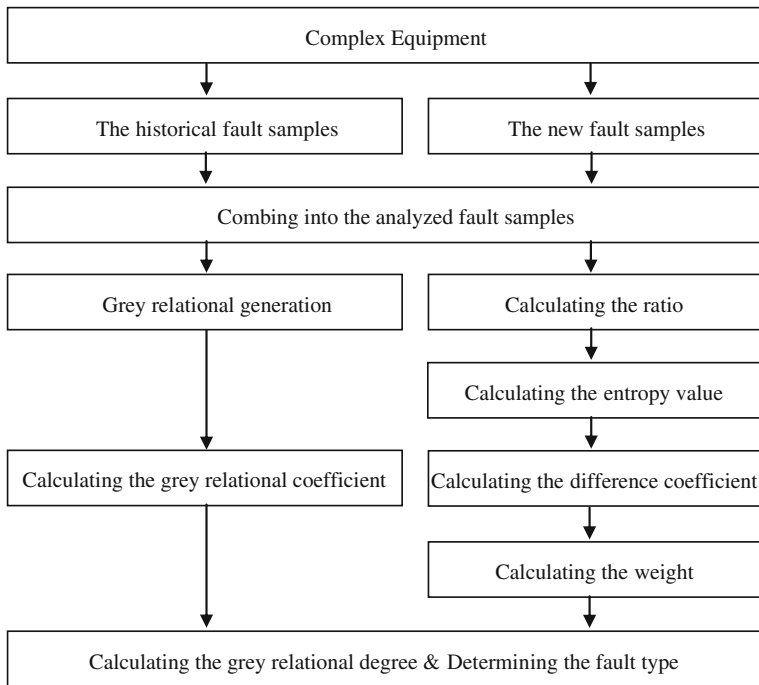 Complex Equipment
The historical fault samples
The new fault samples
Combing into the analyzed fault samples
Grey relational generation
Calculating the ratio
Calculating the entropy value
Calculating the grey relational coefficient
Calculating the difference coefficient
Calculating the weight
Calculating the grey relational degree & Determining the fault type